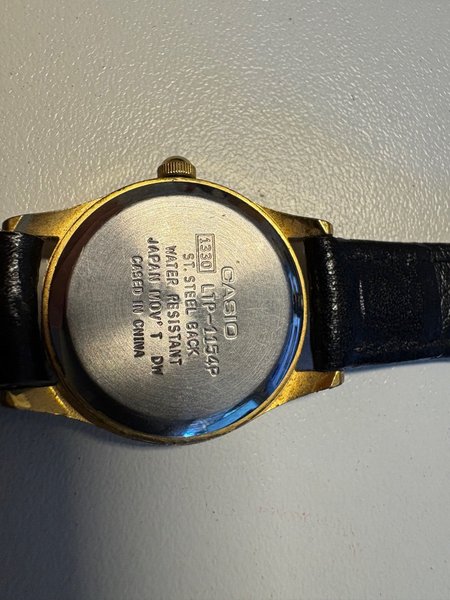 CASIO
1330 LTP-1154P
ST. STEEL BACK
WATER RESISTANT
JAPAN MOV'T DW
CASED IN CHINA